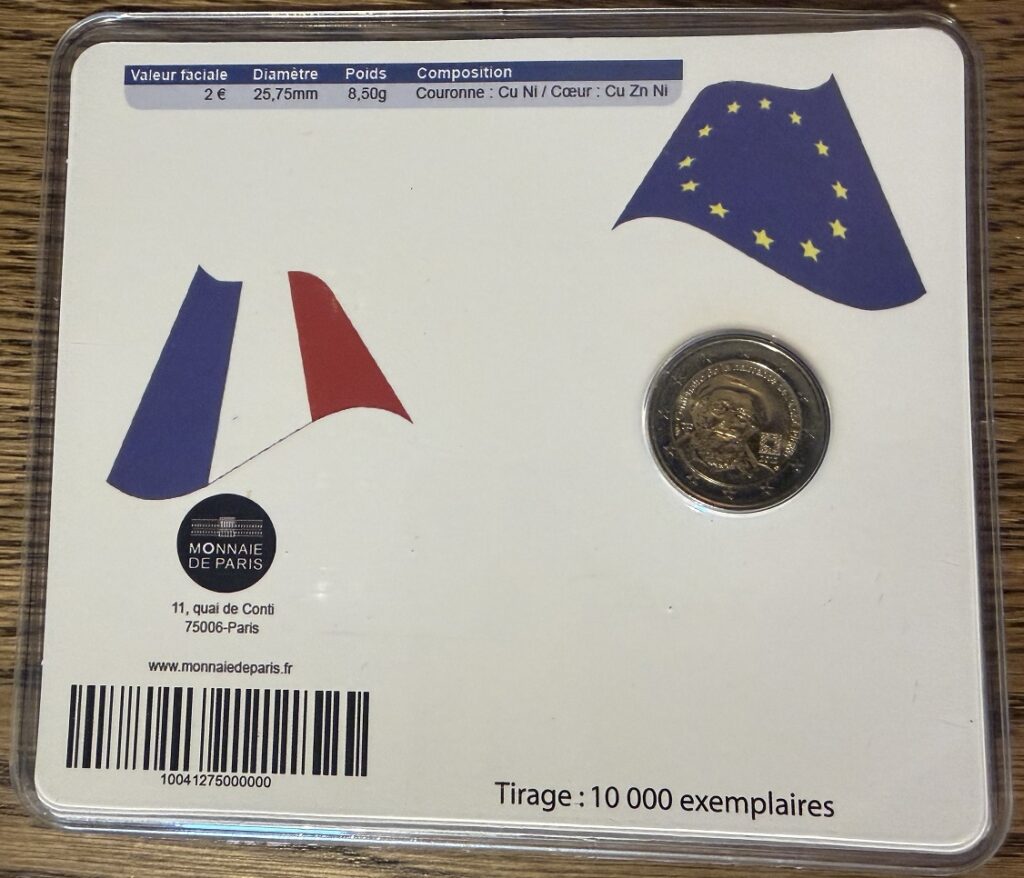 Valeur faciale Diamètre Poids Composition
2 € 25,75mm 8,50g Couronne : Cu Ni / Cœur : Cu Zn Ni
MONNAIE
DE PARIS
11, quai de Conti
75006-Paris
www.monnaiedeparis.fr
10041275000000
Tirage : 10 000 exemplaires